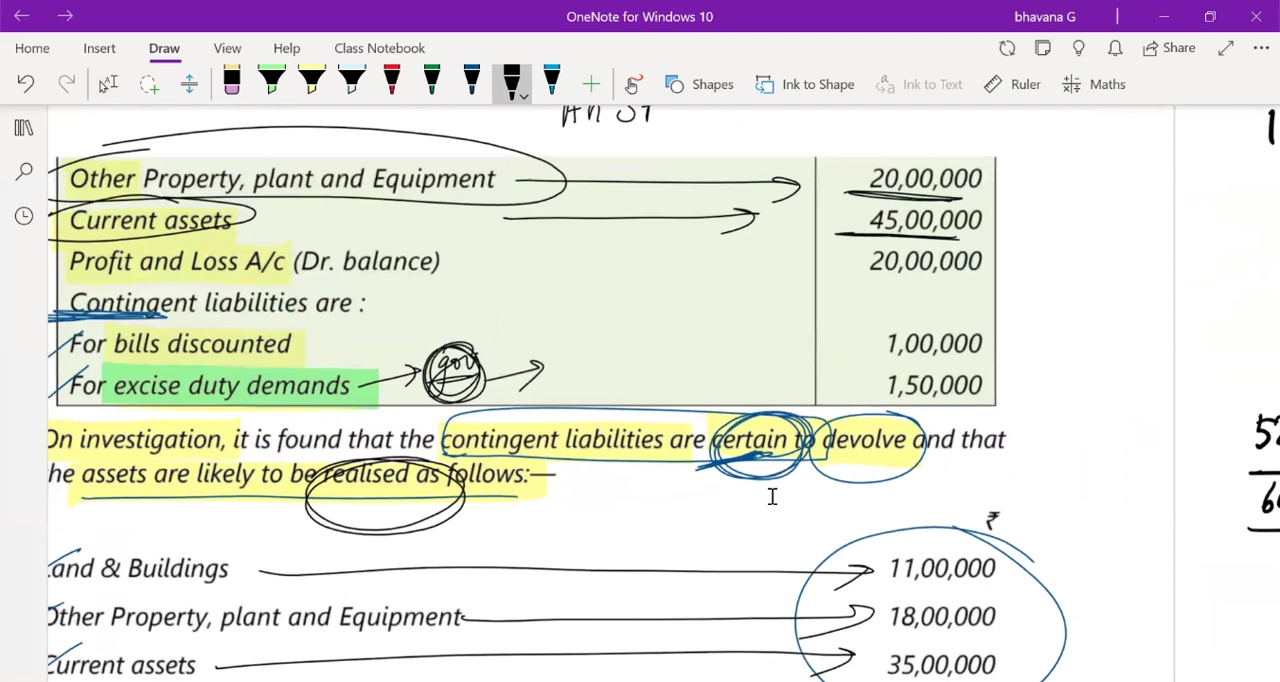 OneNote for Windows 10
bhavana G
Home Insert Draw View Help Class Notebook
Share
Shapes Ink to Shape Ink to Text Ruler Maths
Other Property, plant and Equipment 20,00,000
Current assets 45,00,000
Profit and Loss A/c (Dr. balance) 20,00,000
Contingent liabilities are :
For bills discounted 1,00,000
For excise duty demands gov 1,50,000
On investigation, it is found that the contingent liabilities are certain to devolve and that
he assets are likely to be realised as follows:—
₹
and & Buildings 11,00,000
Other Property, plant and Equipment 18,00,000
Current assets 35,00,000